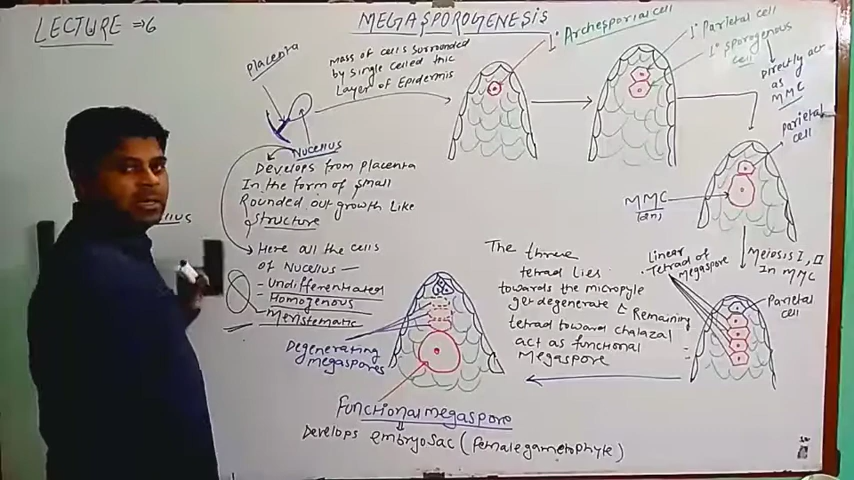 LECTURE ⇒6
MEGASPOROGENESIS
Placenta
Mass of cells surrounded
by single celled thic
Layer of Epidermis
1° Archesporial cell
1° Parietal cell
1° Sporogenous
cell
Directly act
as
MMC
Nucellus
Develops from placenta
In the form of small
Rounded out growth Like
structure
Here all the cells
of Nucellus —
= Undifferentiated
= Homogenous
= Meristematic
Parietal
cell
MMC
(2n)
Meiosis I, II
In MMC
Linear
Tetrad of
megaspore
Parietal
cell
The three
tetrad lies
towards the micropyle
get degenerate & Remaining
tetrad toward chalazal
act as functional
megaspore
Degenerating
megaspores
Functional megaspore
Develops embryosac (Female gametophyte)